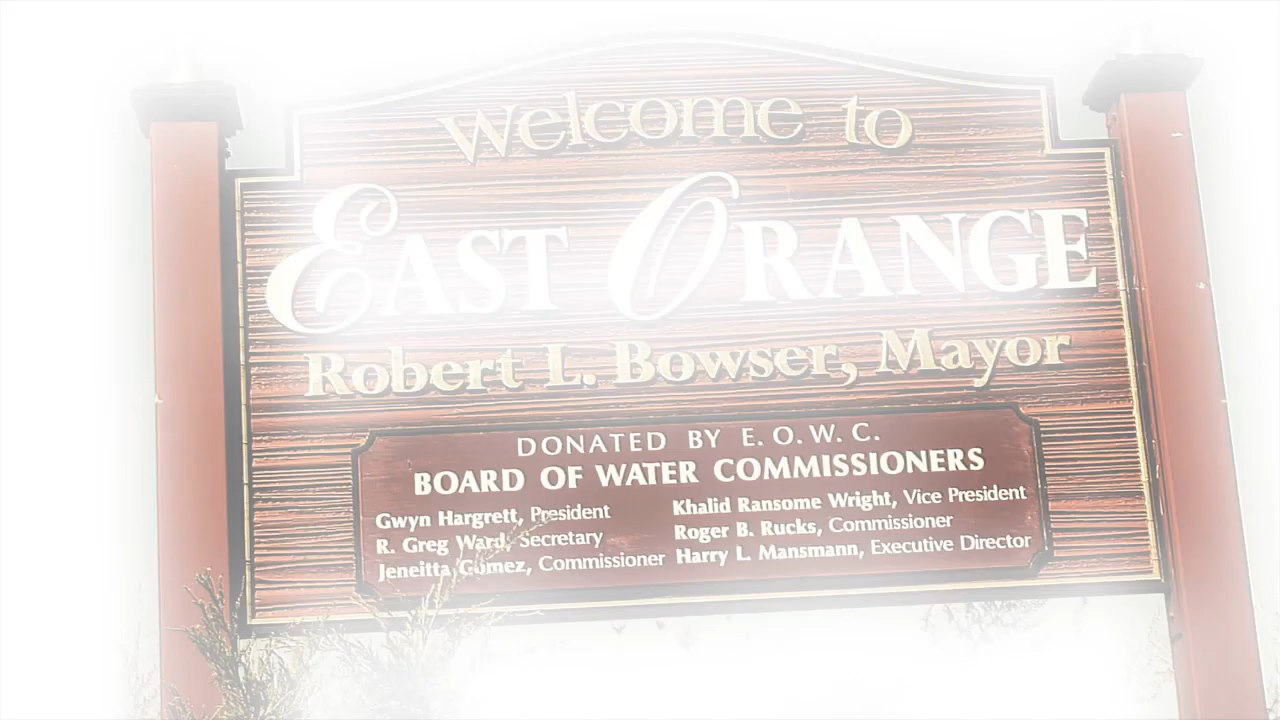 Welcome to
EAST ORANGE
Robert L. Bowser, Mayor
DONATED BY E. O. W. C.
BOARD OF WATER COMMISSIONERS
Gwyn Hargrett, President Khalid Ransome Wright, Vice President
R. Greg Ward, Secretary Roger B. Rucks, Commissioner
Jeneitta Gomez, Commissioner Harry L. Mansmann, Executive Director